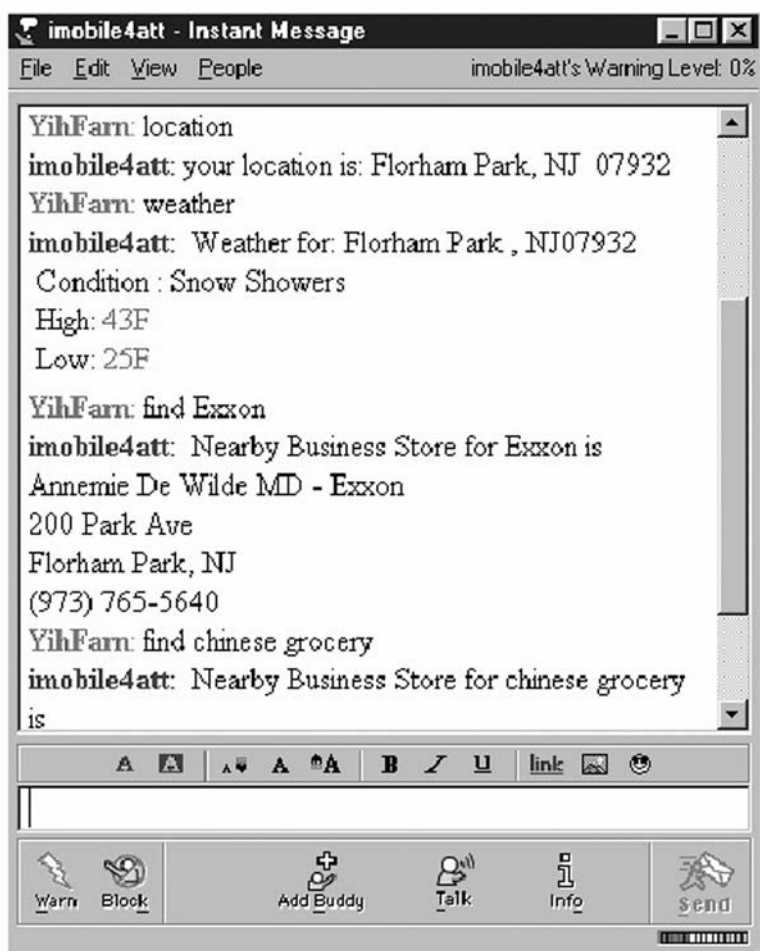 imobile4att - Instant Message
File Edit View People imobile4att's Warning Level: 0%
YihFarn: location
imobile4att: your location is: Florham Park, NJ 07932
YihFarn: weather
imobile4att: Weather for: Florham Park , NJ07932
Condition : Snow Showers
High: 43F
Low: 25F
YihFarn: find Exxon
imobile4att: Nearby Business Store for Exxon is
Annemie De Wilde MD - Exxon
200 Park Ave
Florham Park, NJ
(973) 765-5640
YihFarn: find chinese grocery
imobile4att: Nearby Business Store for chinese grocery
is
A A A A A B I U link
Warn Block Add Buddy Talk Info Send